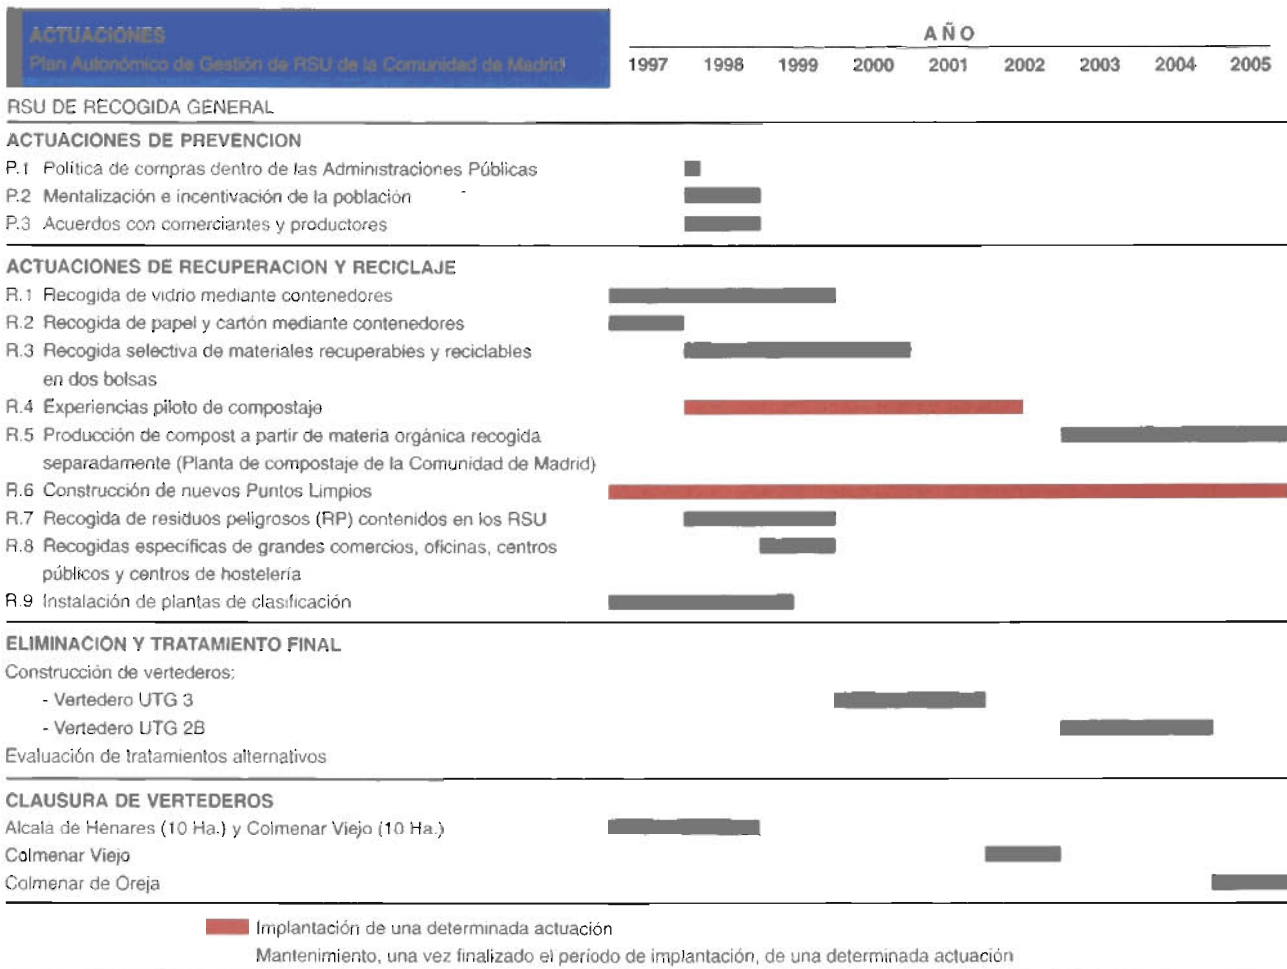 ACTUACIONES
Plan Autonómico de Gestión de RSU de la Comunidad de Madrid
AÑO
1997 1998 1999 2000 2001 2002 2003 2004 2005
RSU DE RECOGIDA GENERAL
ACTUACIONES DE PREVENCION
P.1 Política de compras dentro de las Administraciones Públicas
P.2 Mentalización e incentivación de la población
P.3 Acuerdos con comerciantes y productores
ACTUACIONES DE RECUPERACION Y RECICLAJE
R.1 Recogida de vidrio mediante contenedores
R.2 Recogida de papel y cartón mediante contenedores
R.3 Recogida selectiva de materiales recuperables y reciclables
en dos bolsas
R.4 Experiencias piloto de compostaje
R.5 Producción de compost a partir de materia orgánica recogida
separadamente (Planta de compostaje de la Comunidad de Madrid)
R.6 Construcción de nuevos Puntos Limpios
R.7 Recogida de residuos peligrosos (RP) contenidos en los RSU
R.8 Recogidas específicas de grandes comercios, oficinas, centros
públicos y centros de hostelería
R.9 Instalación de plantas de clasificación
ELIMINACION Y TRATAMIENTO FINAL
Construcción de vertederos:
- Vertedero UTG 3
- Vertedero UTG 2B
Evaluación de tratamientos alternativos
CLAUSURA DE VERTEDEROS
Alcalá de Henares (10 Ha.) y Colmenar Viejo (10 Ha.)
Colmenar Viejo
Colmenar de Oreja
Implantación de una determinada actuación
Mantenimiento, una vez finalizado el período de implantación, de una determinada actuación